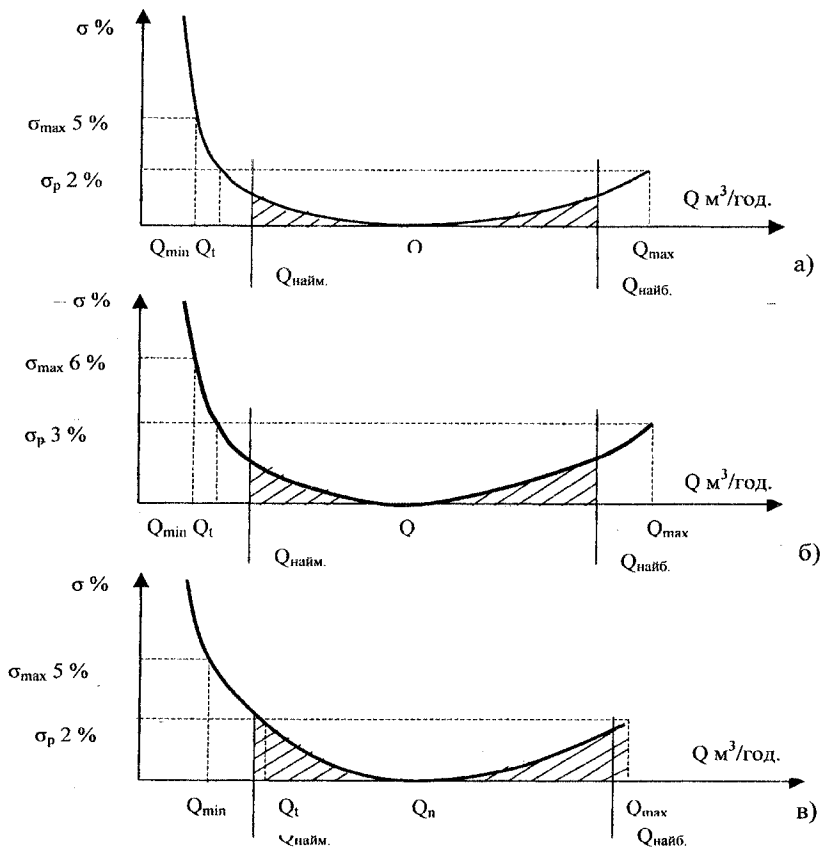 σ %
σmax 5 %
σp 2 %
Q м³/год.
Qmin Qt Qmax
а)
Qнайм. Qнайб.
σ %
σmax 6 %
σp 3 %
Q м³/год.
Qmin Qt Q Qmax
б)
Qнайм. Qнайб.
σ %
σmax 5 %
σp 2 %
Q м³/год.
Qmin Qt Qn Qmax
в)
Qнайм. Qнайб.